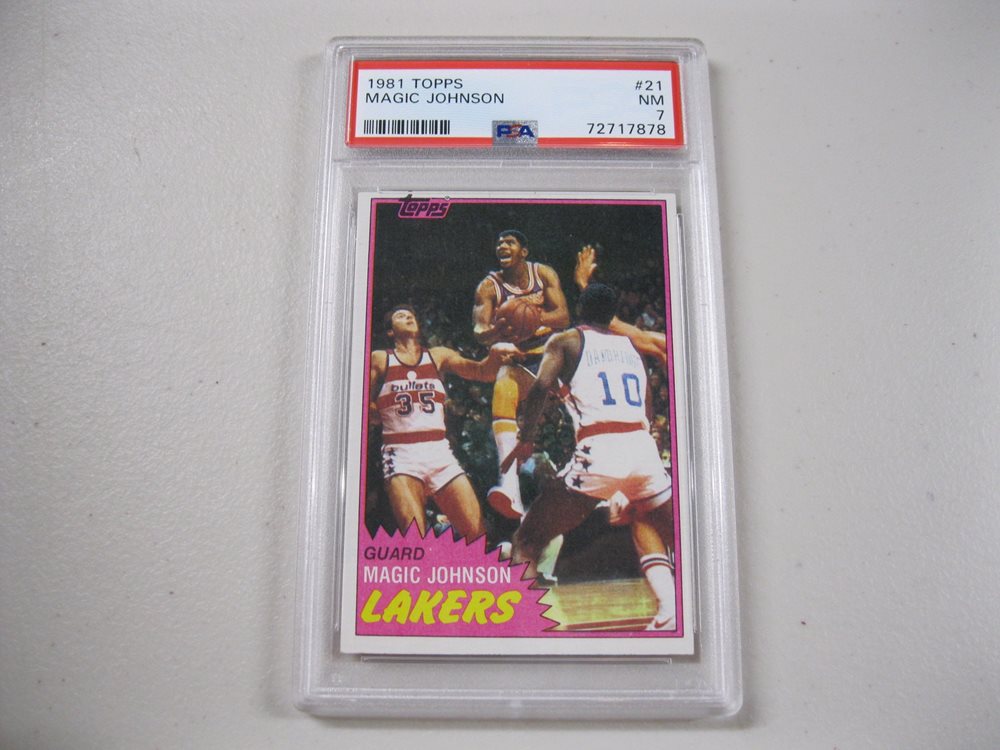 1981 TOPPS #21
MAGIC JOHNSON NM
7
PSA 72717878
topps
bullets
35
10
GUARD
MAGIC JOHNSON
LAKERS